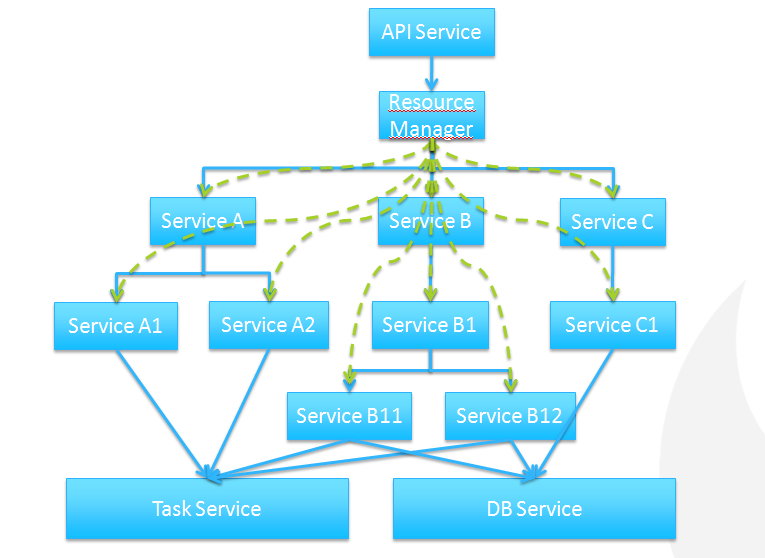 API Service
Resource
Manager
Service A
Service B
Service C
Service A1
Service A2
Service B1
Service C1
Service B11
Service B12
Task Service
DB Service